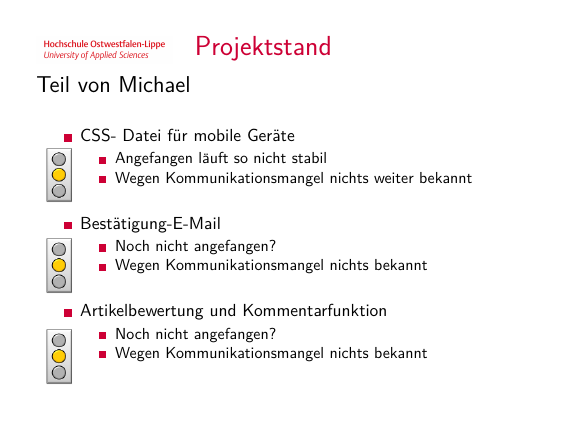 Hochschule Ostwestfalen-Lippe
University of Applied Sciences
Projektstand
Teil von Michael
CSS- Datei für mobile Geräte
Angefangen läuft so nicht stabil
Wegen Kommunikationsmangel nichts weiter bekannt
Bestätigung-E-Mail
Noch nicht angefangen?
Wegen Kommunikationsmangel nichts bekannt
Artikelbewertung und Kommentarfunktion
Noch nicht angefangen?
Wegen Kommunikationsmangel nichts bekannt